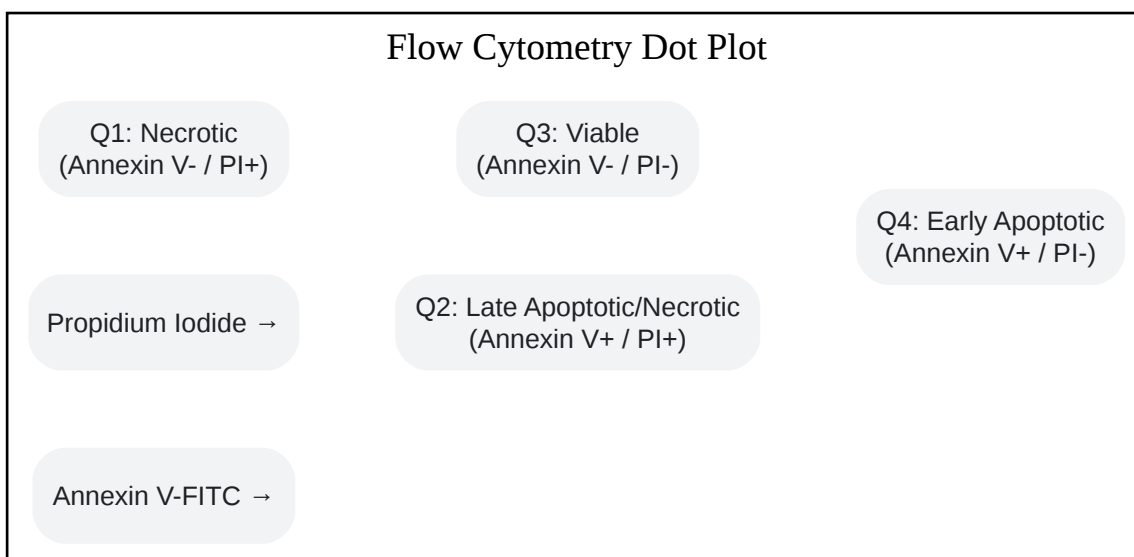 Flow Cytometry Dot Plot
Q1: Necrotic
(Annexin V- / PI+)
Q3: Viable
(Annexin V- / PI-)
Q4: Early Apoptotic
(Annexin V+ / PI-)
Propidium Iodide →
Q2: Late Apoptotic/Necrotic
(Annexin V+ / PI+)
Annexin V-FITC →